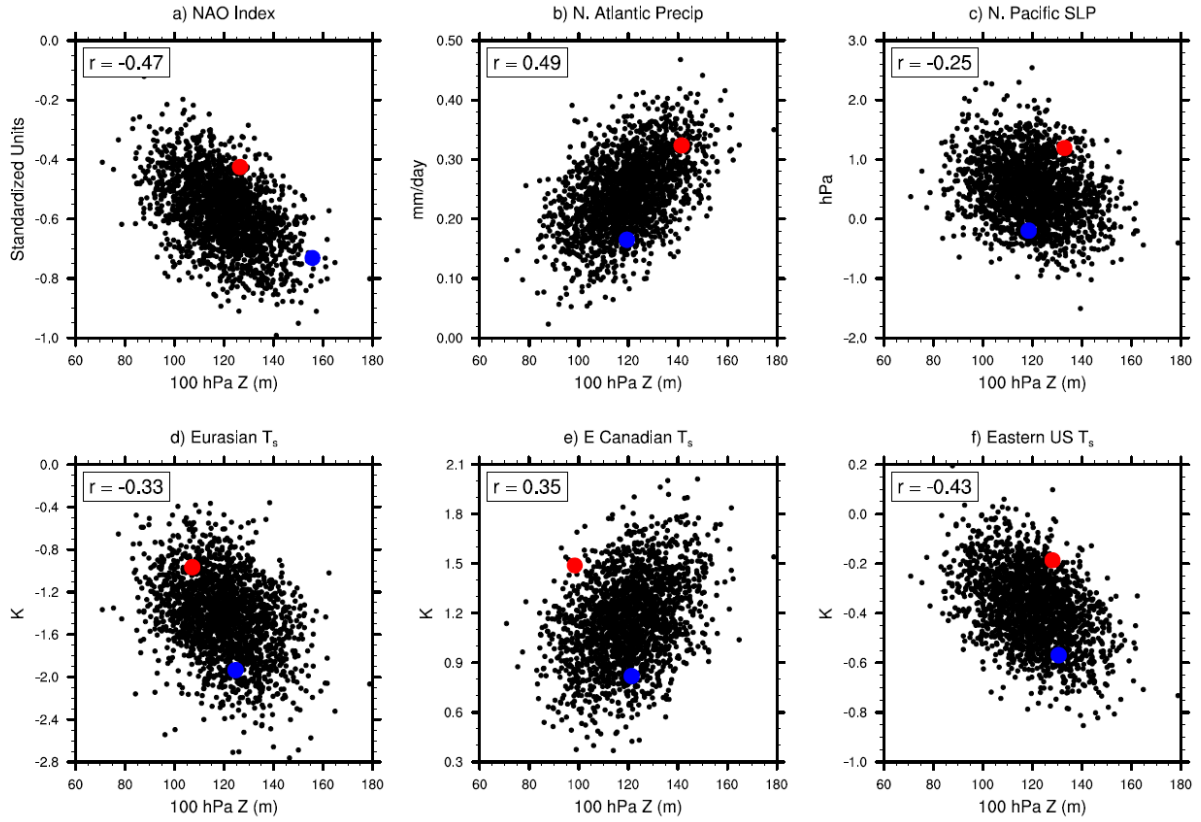 a) NAO Index
r = -0.47
Standardized Units
0.0
-0.2
-0.4
-0.6
-0.8
-1.0
60 80 100 120 140 160 180
100 hPa Z (m)
b) N. Atlantic Precip
r = 0.49
mm/day
0.50
0.40
0.30
0.20
0.10
0.00
60 80 100 120 140 160 180
100 hPa Z (m)
c) N. Pacific SLP
r = -0.25
hPa
3.0
2.0
1.0
0.0
-1.0
-2.0
60 80 100 120 140 160 180
100 hPa Z (m)
d) Eurasian Ts
r = -0.33
K
0.0
-0.4
-0.8
-1.2
-1.6
-2.0
-2.4
-2.8
60 80 100 120 140 160 180
100 hPa Z (m)
e) E Canadian Ts
r = 0.35
K
2.1
1.8
1.5
1.2
0.9
0.6
0.3
60 80 100 120 140 160 180
100 hPa Z (m)
f) Eastern US Ts
r = -0.43
K
0.2
0.0
-0.2
-0.4
-0.6
-0.8
-1.0
60 80 100 120 140 160 180
100 hPa Z (m)